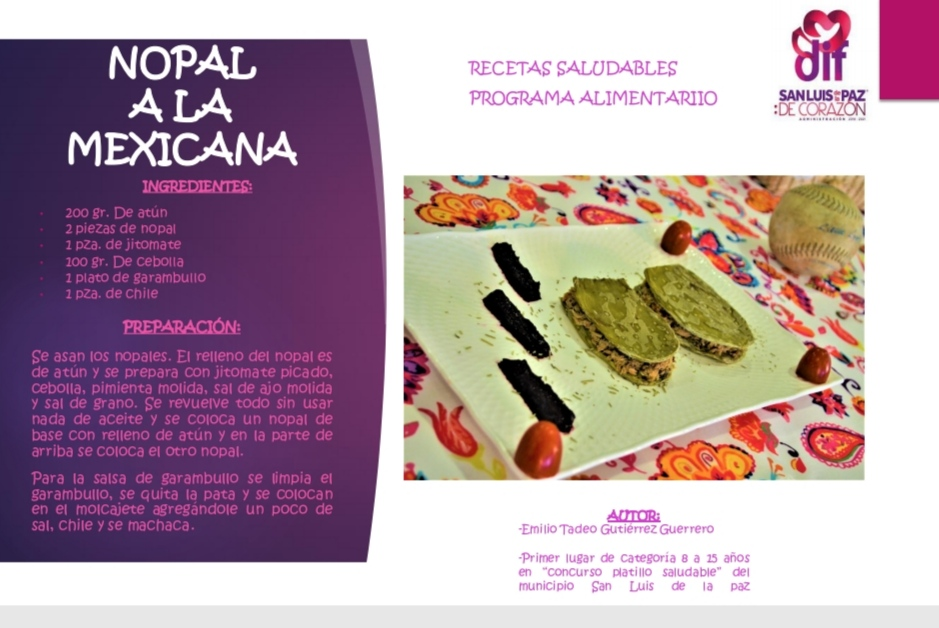 NOPAL
A LA
MEXICANA
INGREDIENTES:
· 200 gr. De atún
· 2 piezas de nopal
· 1 pza. de jitomate
· 100 gr. De cebolla
· 1 plato de garambullo
· 1 pza. de chile
PREPARACIÓN:
Se asan los nopales. El relleno del nopal es
de atún y se prepara con jitomate picado,
cebolla, pimienta molida, sal de ajo molida
y sal de grano. Se revuelve todo sin usar
nada de aceite y se coloca un nopal de
base con relleno de atún y en la parte de
arriba se coloca el otro nopal.
Para la salsa de garambullo se limpia el
garambullo, se quita la pata y se colocan
en el molcajete agregándole un poco de
sal, chile y se machaca.
RECETAS SALUDABLES
PROGRAMA ALIMENTARIIO
dif
SAN LUIS DE LA PAZ
:DE CORAZÓN
AUTOR:
-Emilio Tadeo Gutiérrez Guerrero
-Primer lugar de categoría 8 a 15 años
en “concurso platillo saludable” del
municipio San Luis de la paz